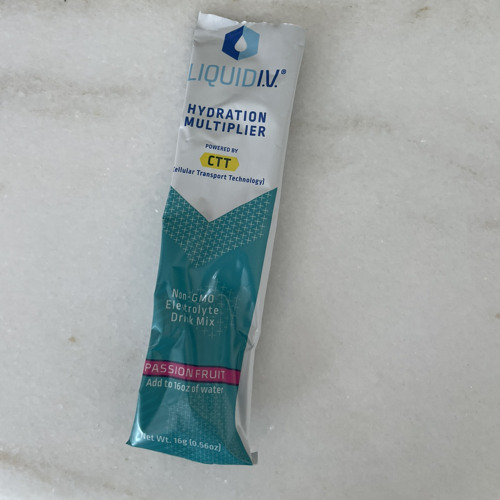 LIQUID I.V.®
HYDRATION
MULTIPLIER
POWERED BY
CTT
ellular Transport Technology)
Non-GMO
Electrolyte
Drink Mix
PASSION FRUIT
Add to 16oz of water
Net Wt. 16g (0.56oz)